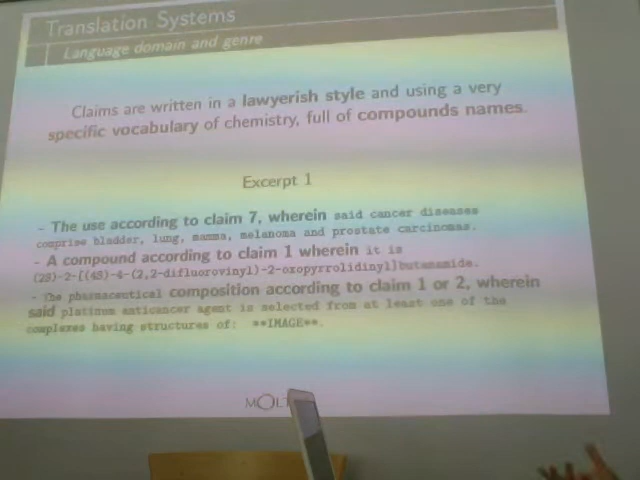 Translation Systems
Language domain and genre
Claims are written in a lawyerish style and using a very
specific vocabulary of chemistry, full of compounds names.
Excerpt 1
- The use according to claim 7, wherein said cancer diseases
comprise bladder, lung, mamma, melanoma and prostate carcinomas.
- A compound according to claim 1 wherein it is
(2S)-2-[(4S)-4-(2,2-difluorovinyl)-2-oxopyrrolidinyl]butanamide.
- The pharmaceutical composition according to claim 1 or 2, wherein
said platinum anticancer agent is selected from at least one of the
complexes having structures of: **IMAGE**.